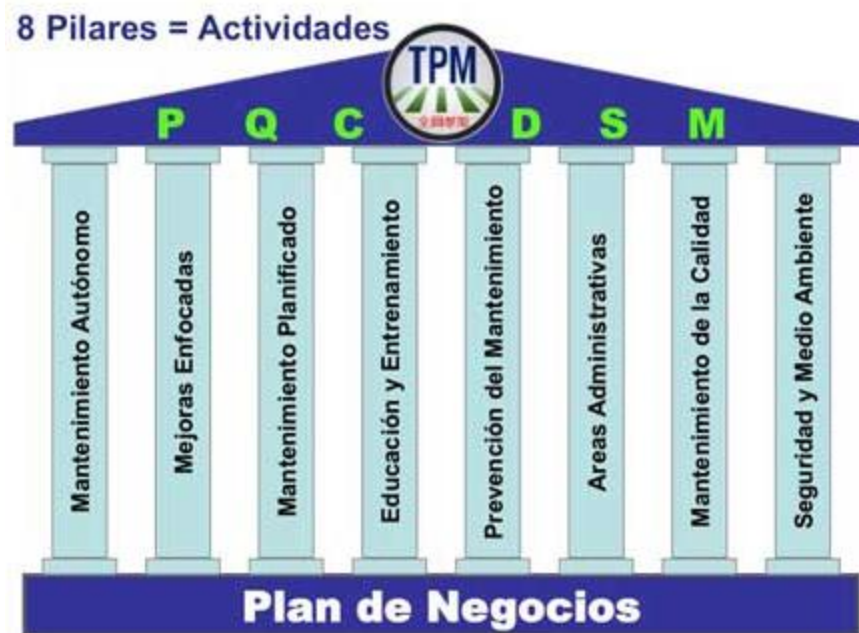 8 Pilares = Actividades
TPM
P Q C D S M
Mantenimiento Autónomo
Mejoras Enfocadas
Mantenimiento Planificado
Educación y Entrenamiento
Prevención del Mantenimiento
Areas Administrativas
Mantenimiento de la Calidad
Seguridad y Medio Ambiente
Plan de Negocios